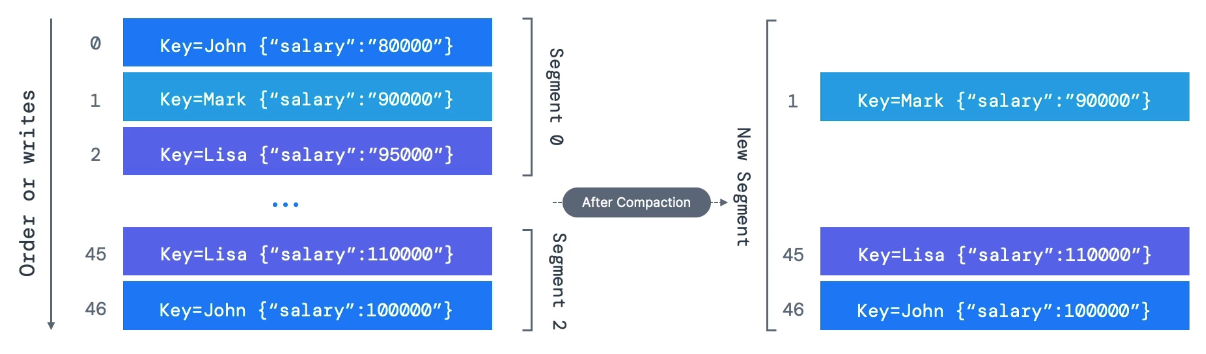 Order or writes
0
Key=John {“salary”:”80000”}
1
Key=Mark {“salary”:”90000”}
2
Key=Lisa {“salary”:”95000”}
...
45
Key=Lisa {“salary”:110000”}
46
Key=John {“salary”:100000”}
Segment 0
Segment 2
After Compaction
New Segment
1
Key=Mark {“salary”:”90000”}
45
Key=Lisa {“salary”:110000”}
46
Key=John {“salary”:100000”}